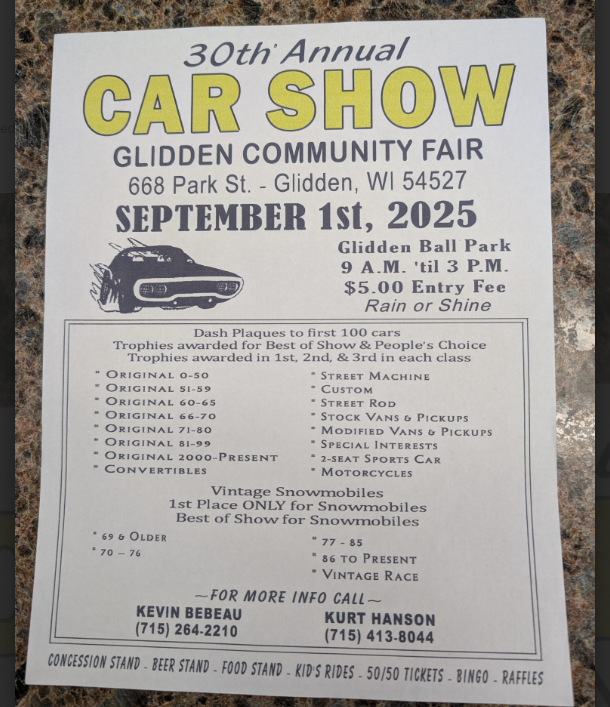 30th Annual
CAR SHOW
GLIDDEN COMMUNITY FAIR
668 Park St. - Glidden, WI 54527
SEPTEMBER 1st, 2025
Glidden Ball Park
9 A.M. 'til 3 P.M.
$5.00 Entry Fee
Rain or Shine
Dash Plaques to first 100 cars
Trophies awarded for Best of Show & People's Choice
Trophies awarded in 1st, 2nd, & 3rd in each class
* ORIGINAL 0-50
* ORIGINAL 51-59
* ORIGINAL 60-65
* ORIGINAL 66-70
* ORIGINAL 71-80
* ORIGINAL 81-99
* ORIGINAL 2000-PRESENT
* CONVERTIBLES
* STREET MACHINE
* CUSTOM
* STREET ROD
* STOCK VANS & PICKUPS
* MODIFIED VANS & PICKUPS
* SPECIAL INTERESTS
* 2-SEAT SPORTS CAR
* MOTORCYCLES
Vintage Snowmobiles
1st Place ONLY for Snowmobiles
Best of Show for Snowmobiles
* 69 & OLDER
* 70 – 76
* 77 - 85
* 86 TO PRESENT
* VINTAGE RACE
~FOR MORE INFO CALL~
KEVIN BEBEAU
(715) 264-2210
KURT HANSON
(715) 413-8044
CONCESSION STAND - BEER STAND - FOOD STAND - KID'S RIDES - 50/50 TICKETS - BINGO - RAFFLES